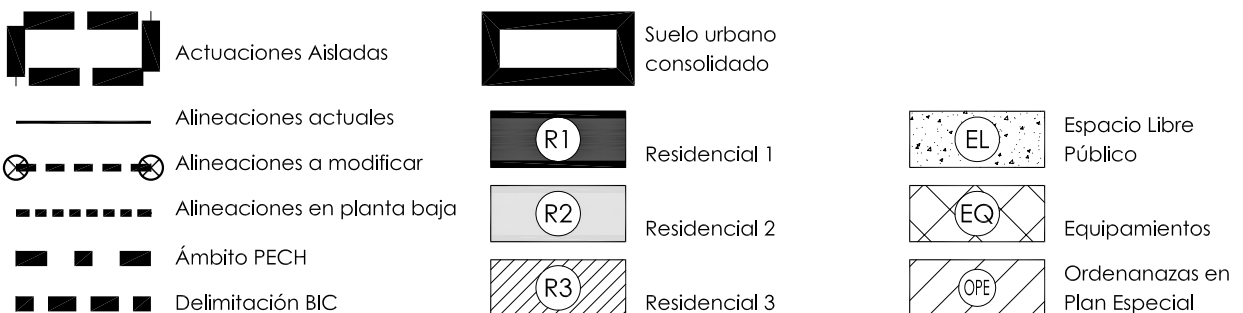 Actuaciones Aisladas
Alineaciones actuales
Alineaciones a modificar
Alineaciones en planta baja
Ámbito PECH
Delimitación BIC
Suelo urbano
consolidado
R1
Residencial 1
R2
Residencial 2
R3
Residencial 3
EL
Espacio Libre
Público
EQ
Equipamientos
OPE
Ordenanazas en
Plan Especial